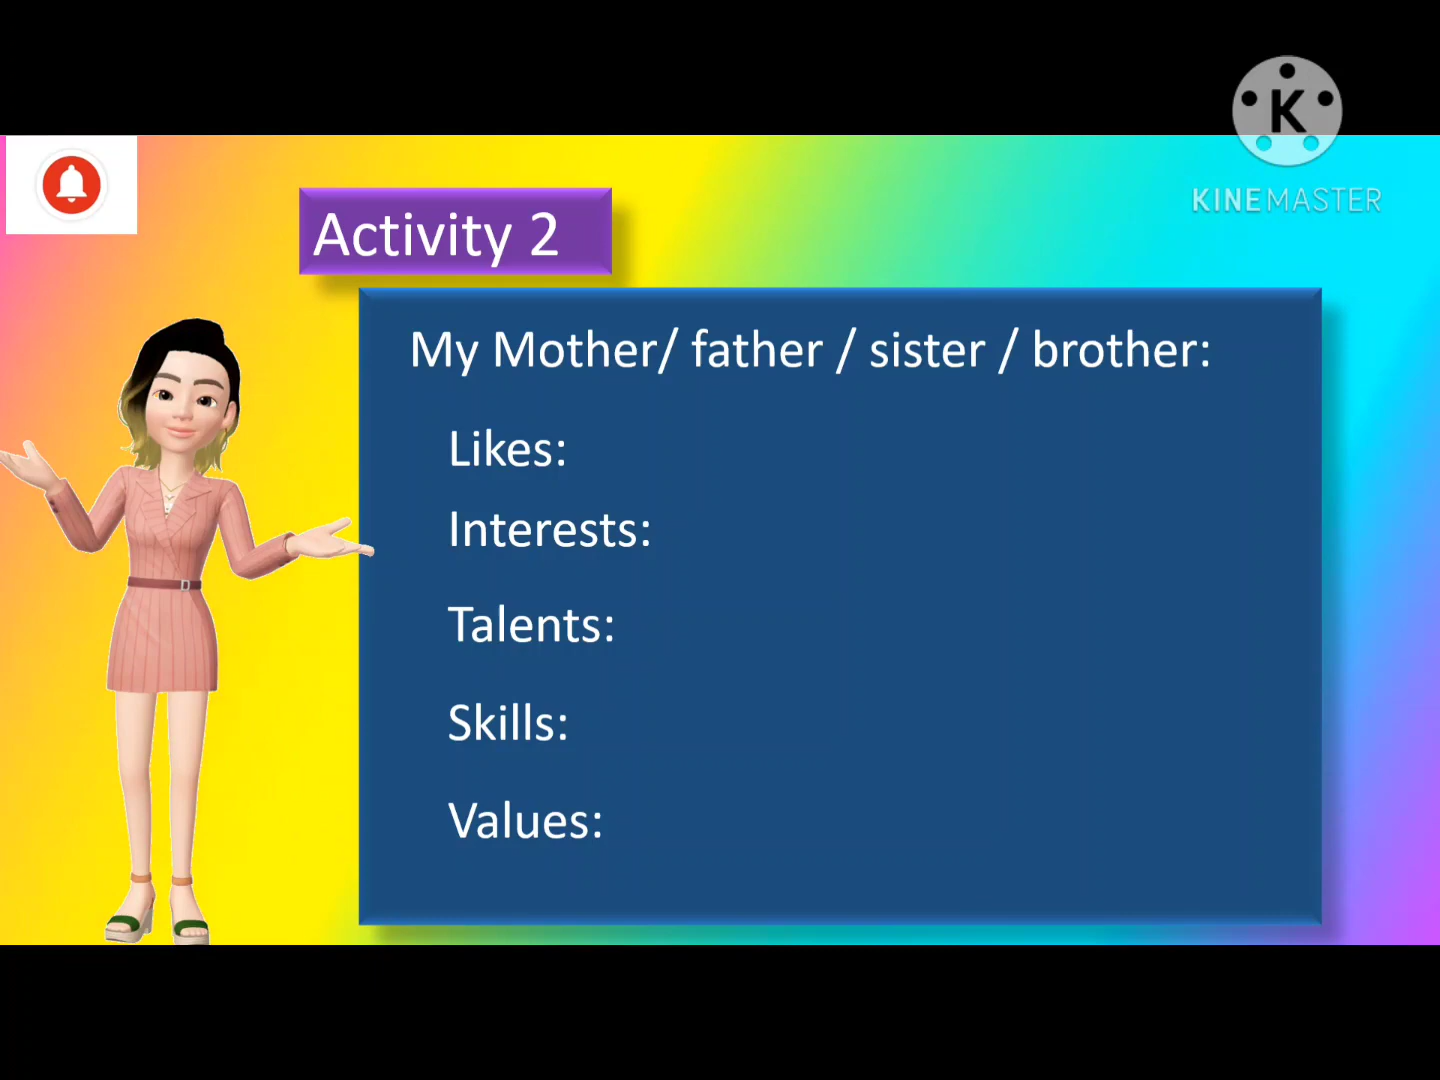 K
KINEMASTER
Activity 2
My Mother/ father / sister / brother:
Likes:
Interests:
Talents:
Skills:
Values: